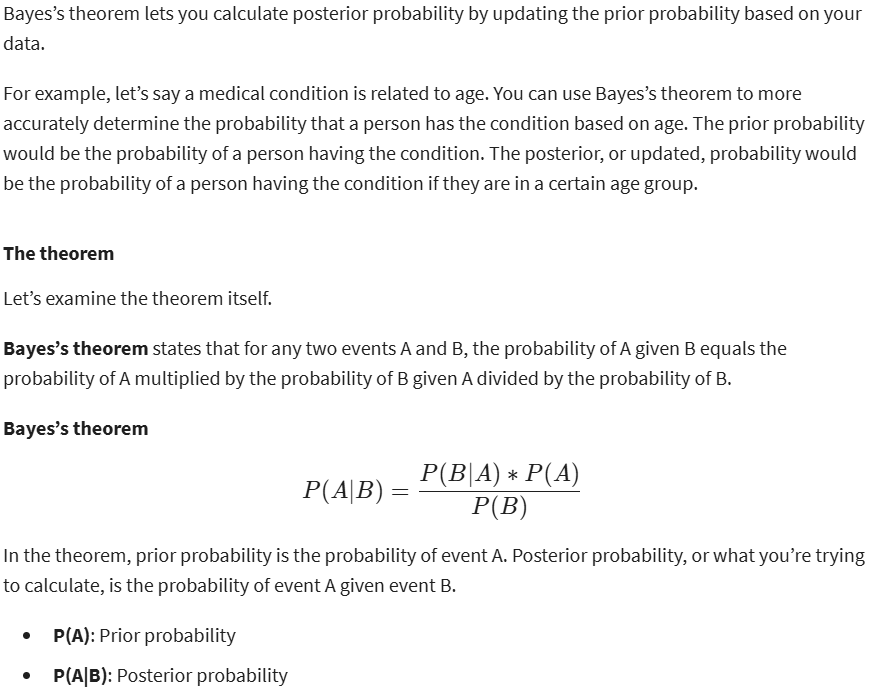 Bayes’s theorem lets you calculate posterior probability by updating the prior probability based on your
data.
For example, let’s say a medical condition is related to age. You can use Bayes’s theorem to more
accurately determine the probability that a person has the condition based on age. The prior probability
would be the probability of a person having the condition. The posterior, or updated, probability would
be the probability of a person having the condition if they are in a certain age group.
The theorem
Let’s examine the theorem itself.
Bayes’s theorem states that for any two events A and B, the probability of A given B equals the
probability of A multiplied by the probability of B given A divided by the probability of B.
Bayes’s theorem
P(A|B) = P(B|A) ∗ P(A) / P(B)
In the theorem, prior probability is the probability of event A. Posterior probability, or what you’re trying
to calculate, is the probability of event A given event B.
• P(A): Prior probability
• P(A|B): Posterior probability